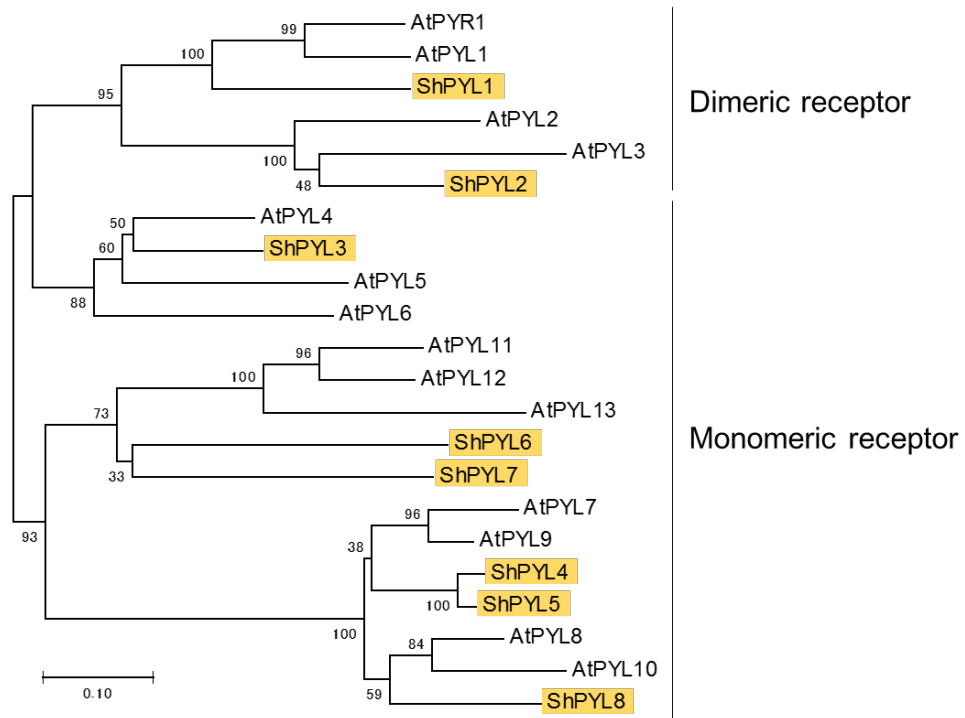 AtPYR1
99
AtPYL1
100
ShPYL1
95
Dimeric receptor
AtPYL2
AtPYL3
100
48
ShPYL2
AtPYL4
50
ShPYL3
60
AtPYL5
88
AtPYL6
AtPYL11
96
AtPYL12
100
AtPYL13
73
Monomeric receptor
ShPYL6
33
ShPYL7
AtPYL7
96
AtPYL9
93
38
ShPYL4
100
ShPYL5
100
AtPYL8
84
AtPYL10
59
ShPYL8
0.10